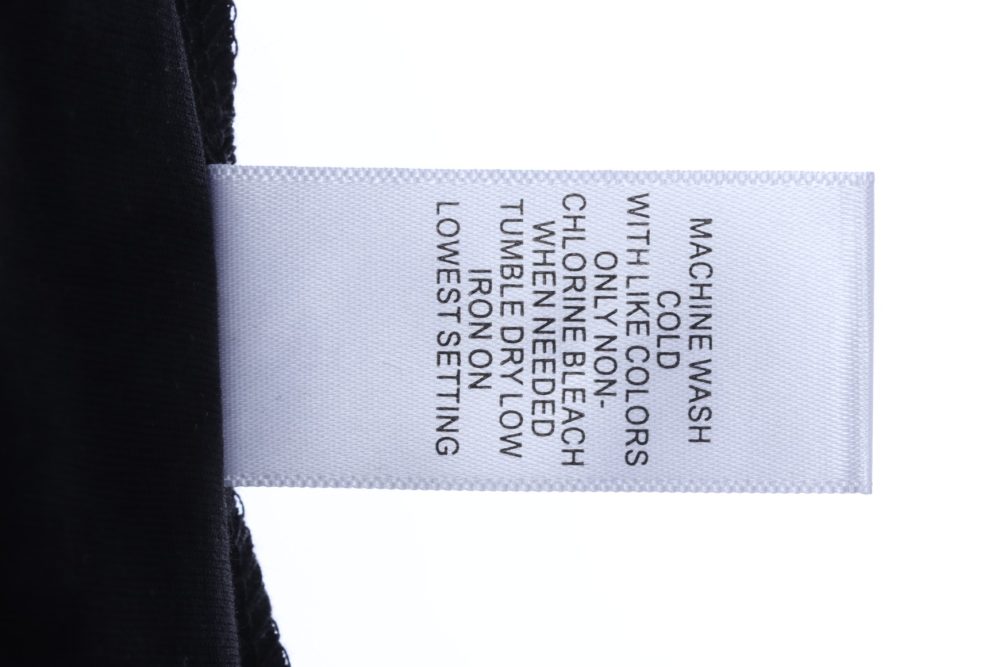 MACHINE WASH
COLD
WITH LIKE COLORS
ONLY NON-
CHLORINE BLEACH
WHEN NEEDED
TUMBLE DRY LOW
IRON ON
LOWEST SETTING